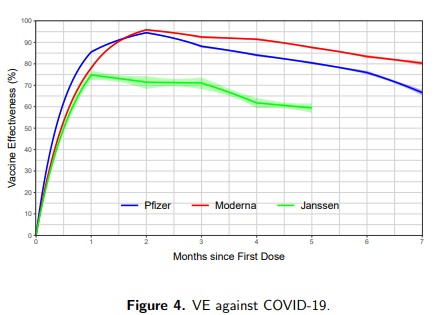 100
90
80
70
60
50
40
30
20
10
0
Vaccine Effectiveness (%)
Pfizer Moderna Janssen
0 1 2 3 4 5 6 7
Months since First Dose
Figure 4. VE against COVID-19.